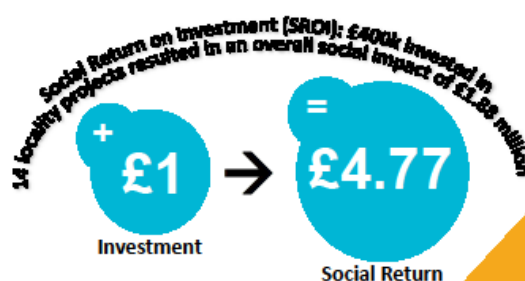 Social Return on Investment (SROI): £400k invested in
14 locality projects resulted in an overall social impact of £1.88 million
+
£1
=
£4.77
Investment
Social Return